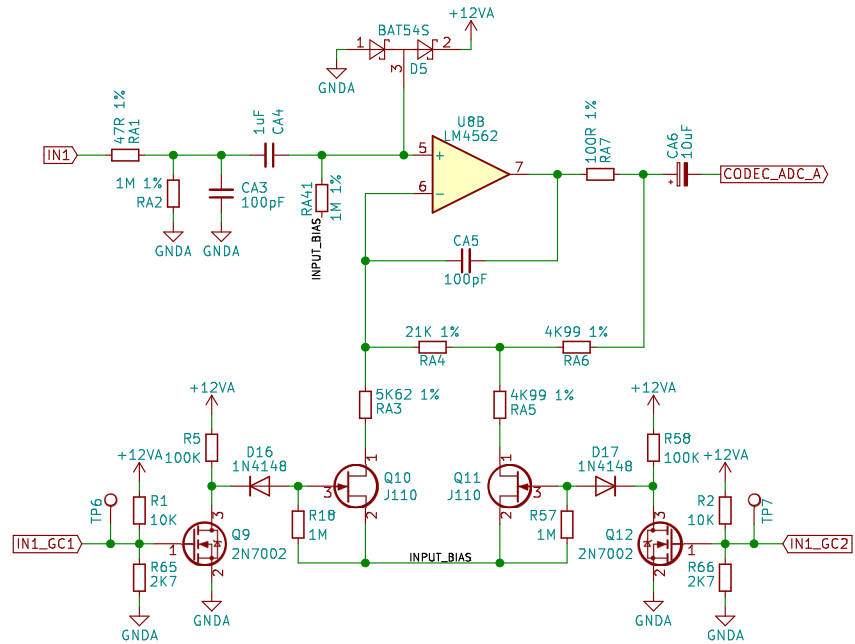 +12VA
BAT54S
1
2
3
D5
GNDA
47R 1%
RA1
1uF
CA4
U8B
LM4562
100R 1%
RA7
CA6
10uF
IN1
5
+
6
−
7
+
CODEC_ADC_A
1M 1%
RA2
CA3
100pF
RA41
1M 1%
INPUT_BIAS
GNDA
GNDA
CA5
100pF
21K 1%
RA4
4K99 1%
RA6
5K62 1%
RA3
4K99 1%
RA5
+12VA
+12VA
R5
100K
R58
100K
+12VA
D16
1N4148
1
Q10
J110
3
2
1
Q11
J110
3
2
D17
1N4148
+12VA
TP6
R1
10K
R18
1M
R57
1M
R2
10K
TP7
IN1_GC1
1
3
2
Q9
2N7002
INPUT_BIAS
Q12
2N7002
3
1
2
IN1_GC2
R65
2K7
R66
2K7
GNDA
GNDA
GNDA
GNDA